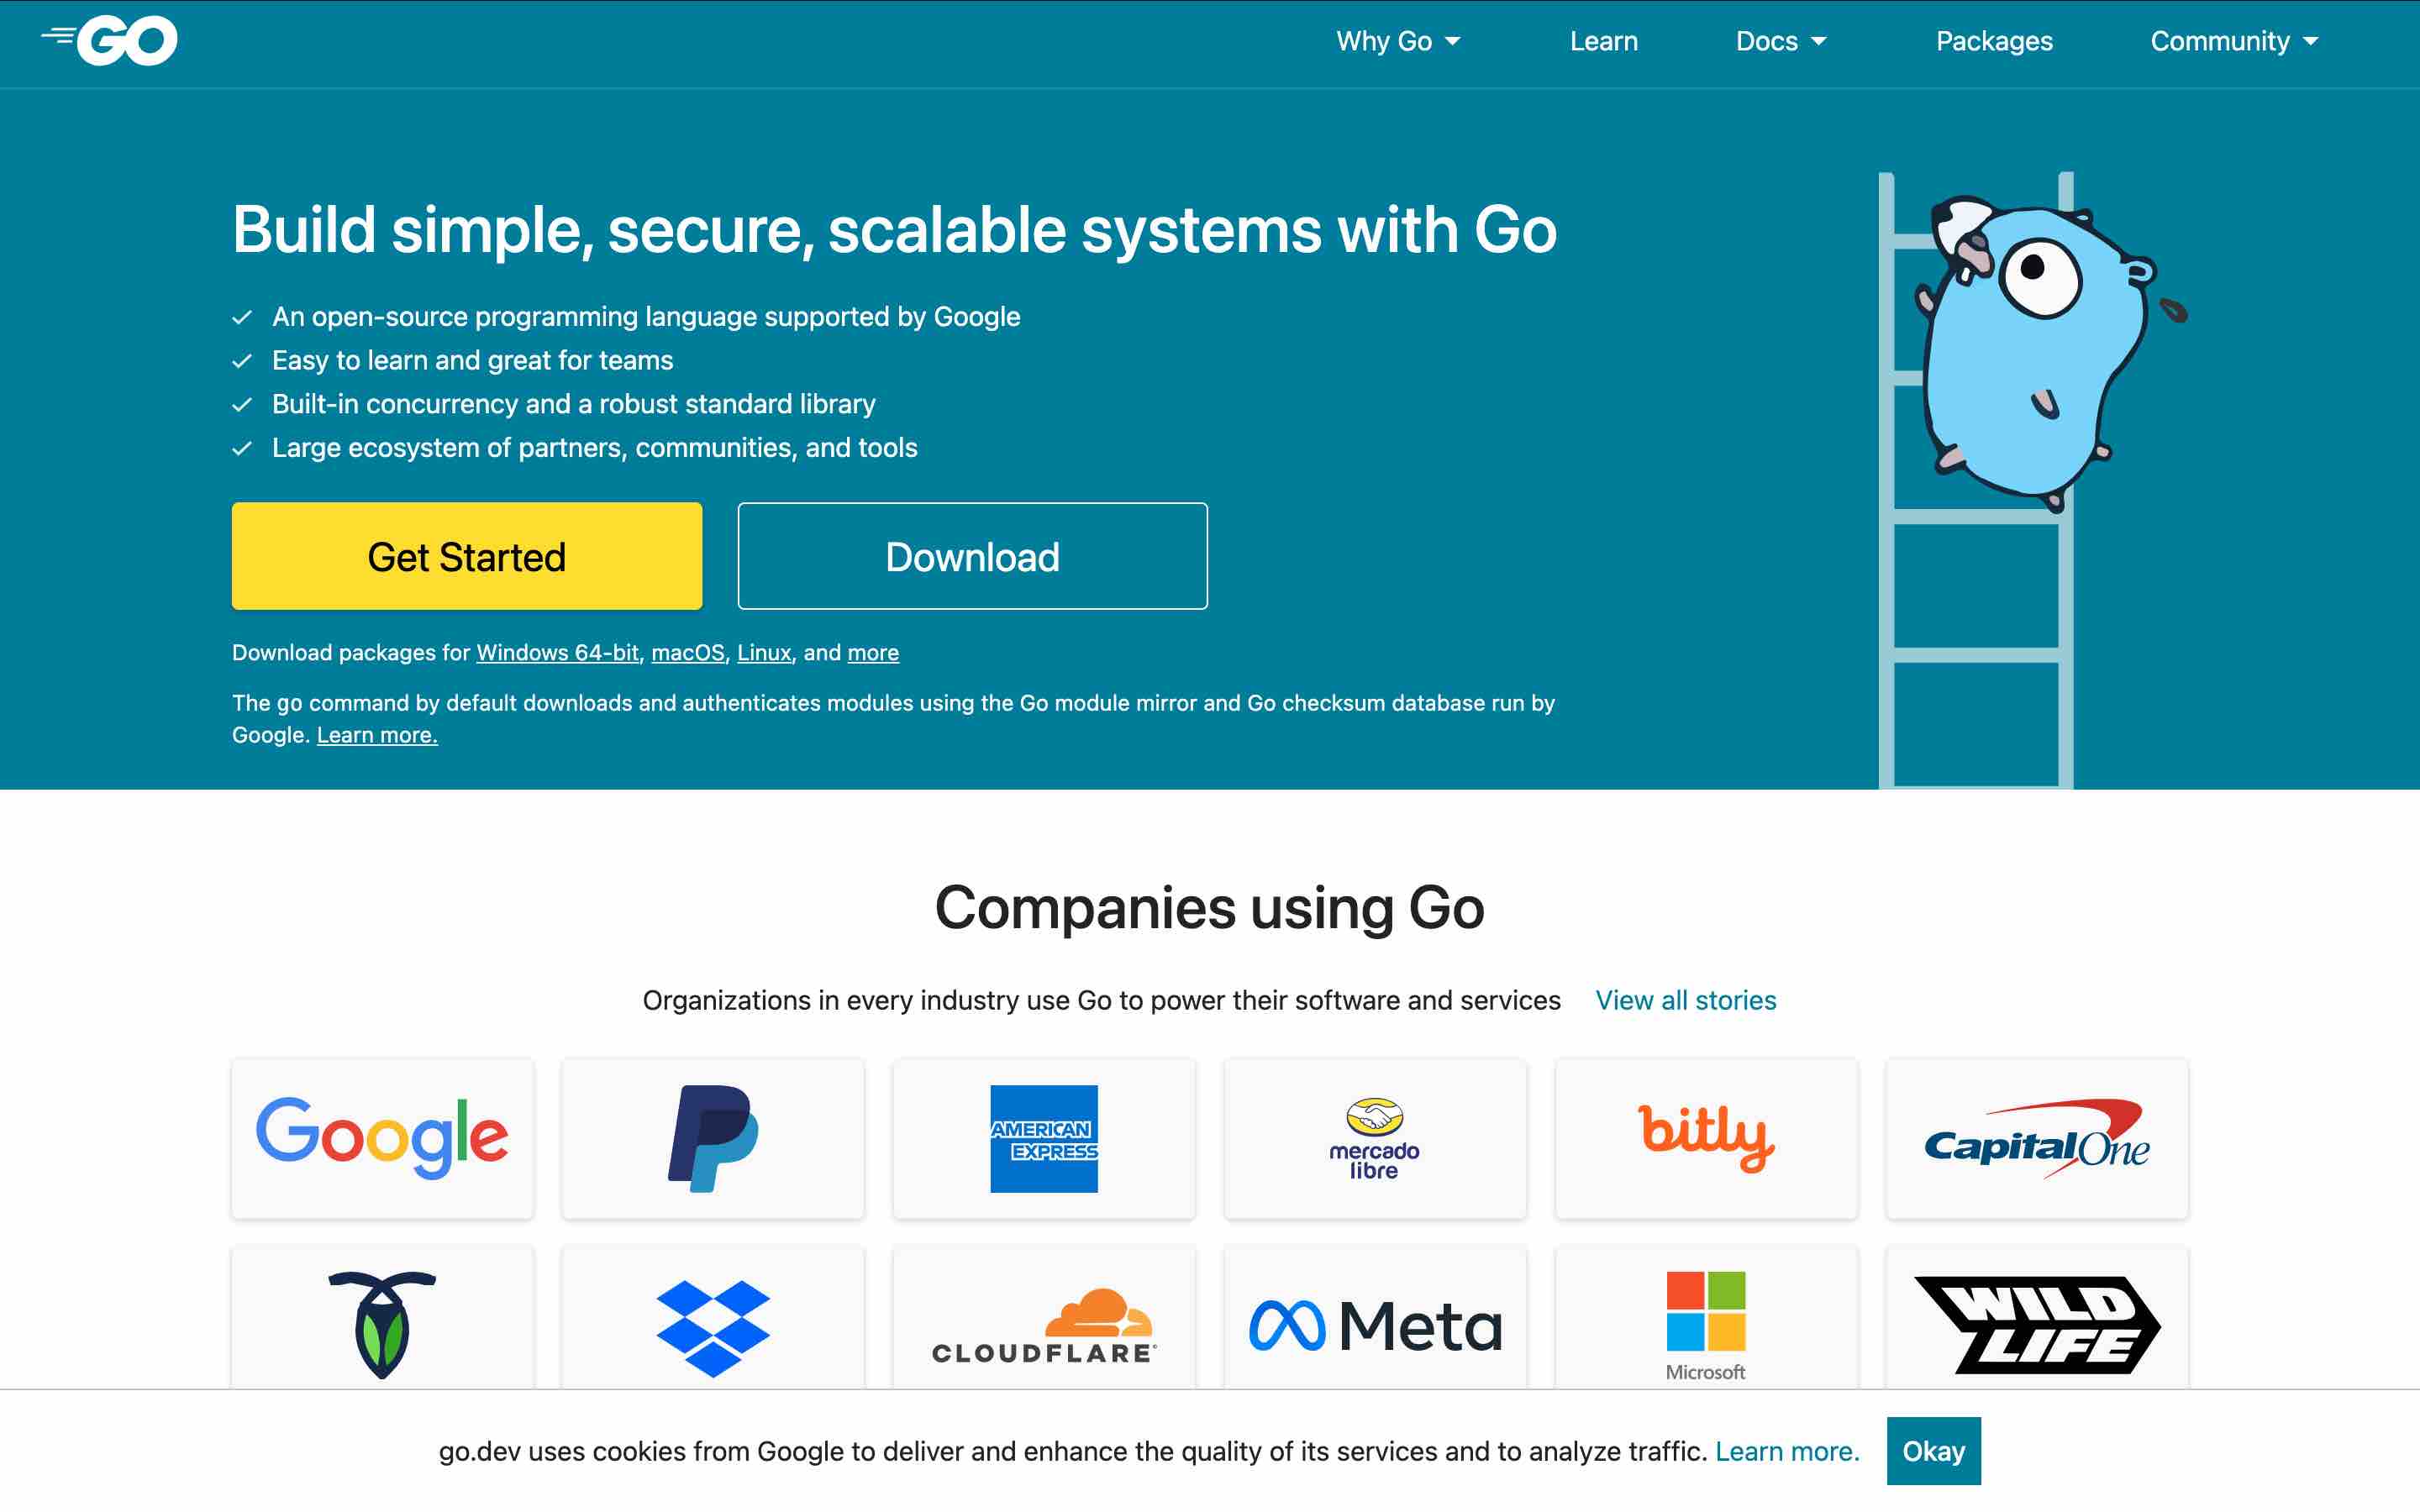 GO
Why Go
Learn
Docs
Packages
Community
Build simple, secure, scalable systems with Go
An open-source programming language supported by Google
Easy to learn and great for teams
Built-in concurrency and a robust standard library
Large ecosystem of partners, communities, and tools
Get Started
Download
Download packages for Windows 64-bit, macOS, Linux, and more
The go command by default downloads and authenticates modules using the Go module mirror and Go checksum database run by
Google. Learn more.
Companies using Go
Organizations in every industry use Go to power their software and services
View all stories
Google
AMERICAN
EXPRESS
mercado
libre
bitly
CapitalOne
CLOUDFLARE
Meta
Microsoft
WILD
LIFE
go.dev uses cookies from Google to deliver and enhance the quality of its services and to analyze traffic. Learn more.
Okay